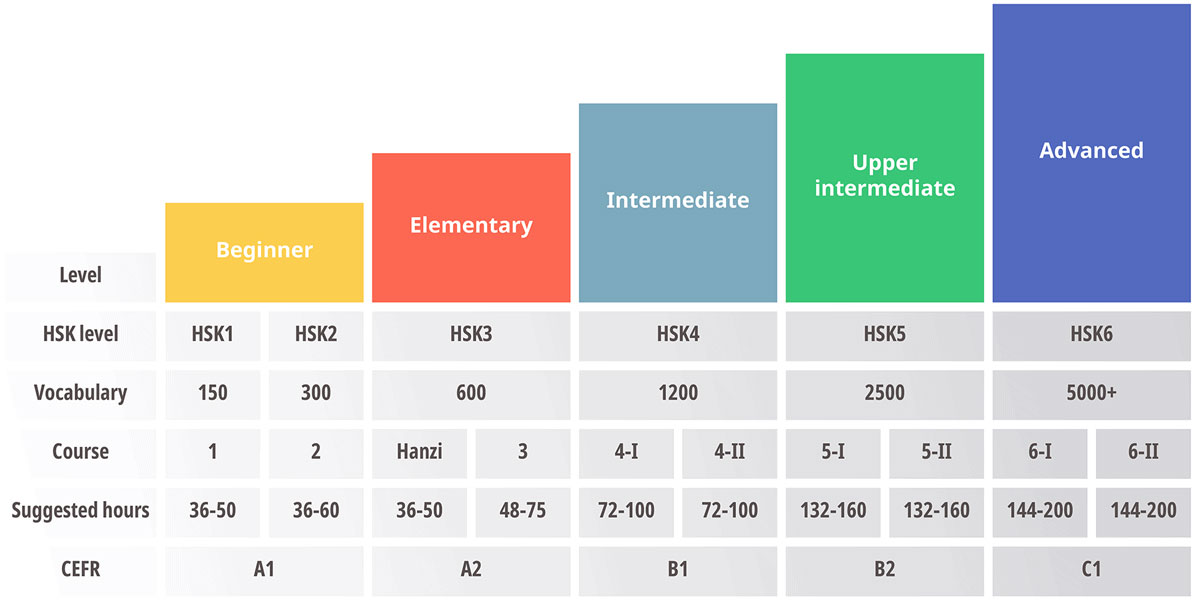 Beginner
Elementary
Intermediate
Upper
intermediate
Advanced
Level
HSK level HSK1 HSK2 HSK3 HSK4 HSK5 HSK6
Vocabulary 150 300 600 1200 2500 5000+
Course 1 2 Hanzi 3 4-I 4-II 5-I 5-II 6-I 6-II
Suggested hours 36-50 36-60 36-50 48-75 72-100 72-100 132-160 132-160 144-200 144-200
CEFR A1 A2 B1 B2 C1